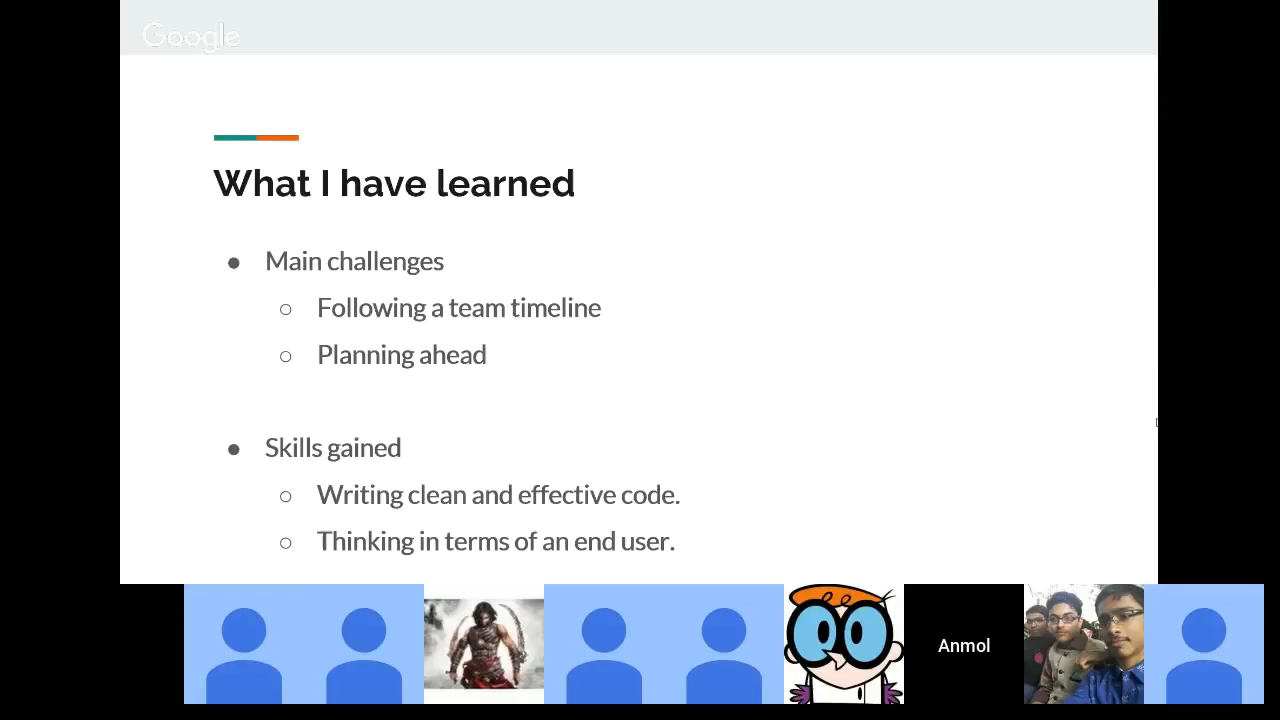 Google
What I have learned
● Main challenges
○ Following a team timeline
○ Planning ahead
● Skills gained
○ Writing clean and effective code.
○ Thinking in terms of an end user.
Anmol